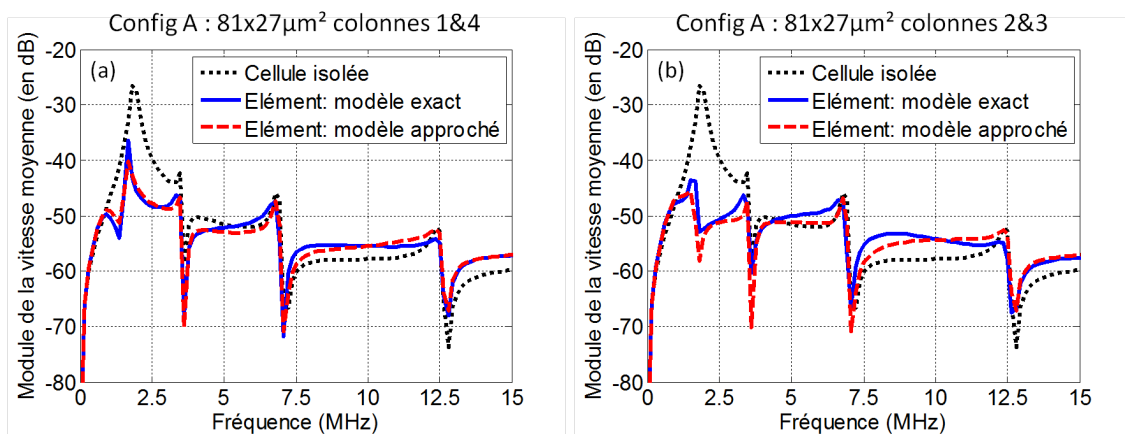 Config A : 81x27µm² colonnes 1&4
Module de la vitesse moyenne (en dB)
-20
-30
-40
-50
-60
-70
-80
(a)
Cellule isolée
Elément: modèle exact
Elément: modèle approché
0
2.5
5
7.5
10
12.5
15
Fréquence (MHz)
Config A : 81x27µm² colonnes 2&3
Module de la vitesse moyenne (en dB)
-20
-30
-40
-50
-60
-70
-80
(b)
Cellule isolée
Elément: modèle exact
Elément: modèle approché
0
2.5
5
7.5
10
12.5
15
Fréquence (MHz)